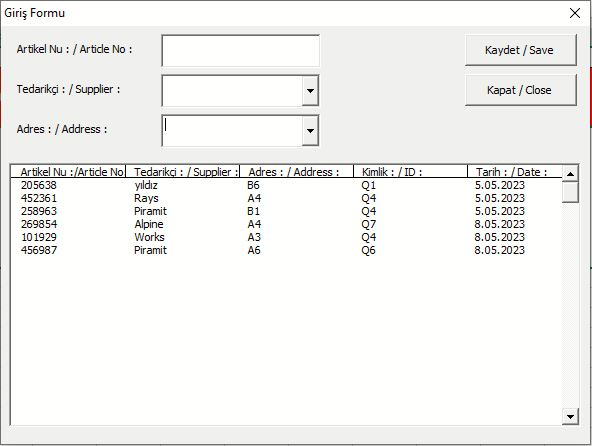 Giriş Formu
Artikel Nu : / Article No :
Kaydet / Save
Tedarikçi : / Supplier :
Kapat / Close
Adres : / Address :
Artikel Nu :/Article No Tedarikçi : / Supplier : Adres : / Address : Kimlik : / ID : Tarih : / Date :
205638 yıldız B6 Q1 5.05.2023
452361 Rays A4 Q4 5.05.2023
258963 Piramit B1 Q4 5.05.2023
269854 Alpine A4 Q7 8.05.2023
101929 Works A3 Q4 8.05.2023
456987 Piramit A6 Q6 8.05.2023